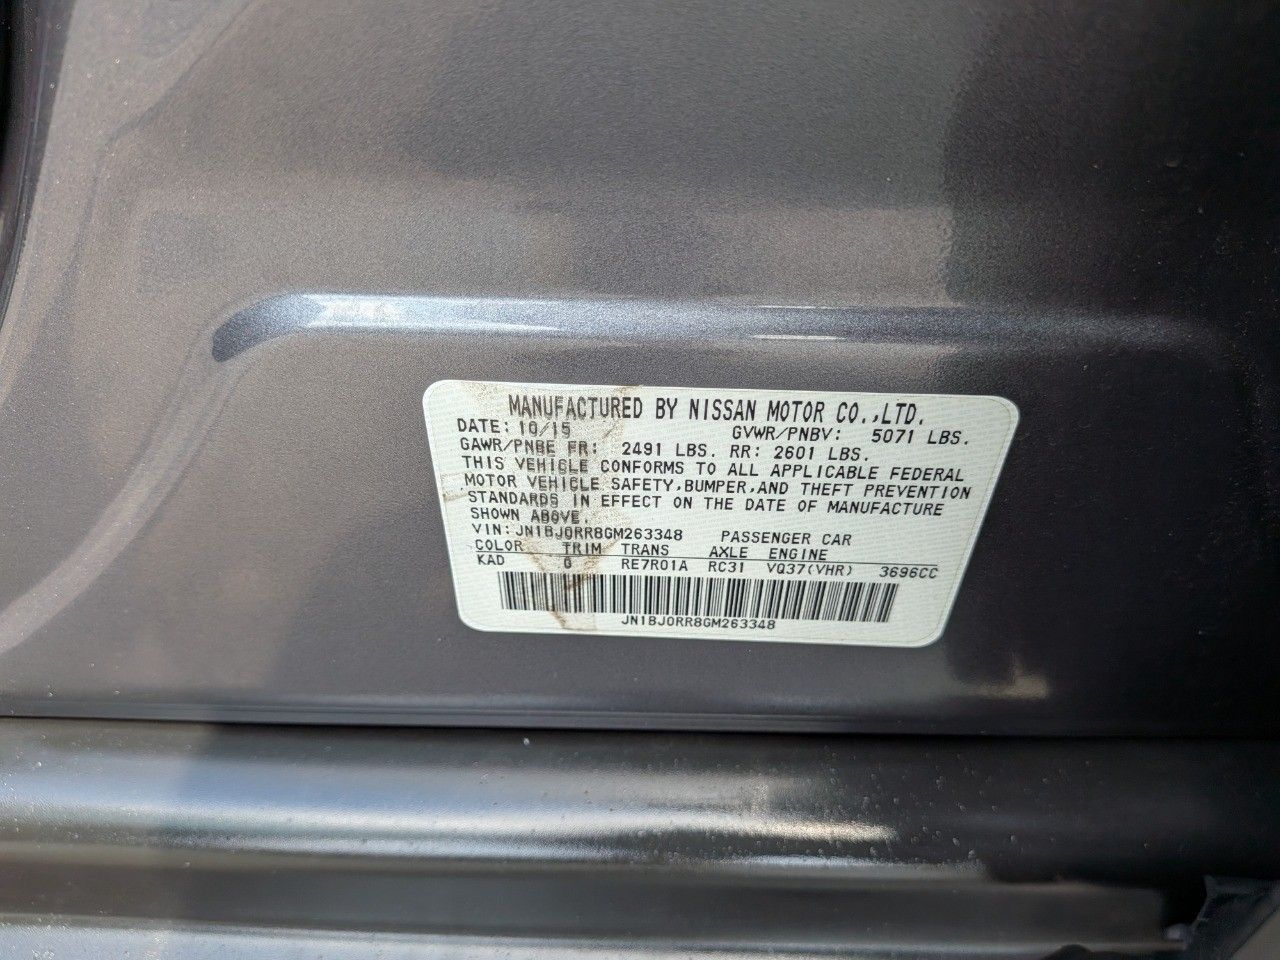 MANUFACTURED BY NISSAN MOTOR CO.,LTD.
DATE: 10/15 GVWR/PNBV: 5071 LBS.
GAWR/PNBE FR: 2491 LBS. RR: 2601 LBS.
THIS VEHICLE CONFORMS TO ALL APPLICABLE FEDERAL
MOTOR VEHICLE SAFETY,BUMPER,AND THEFT PREVENTION
STANDARDS IN EFFECT ON THE DATE OF MANUFACTURE
SHOWN ABOVE.
VIN: JN1BJ0RR8GM263348 PASSENGER CAR
COLOR TRIM TRANS AXLE ENGINE
KAD G RE7R01A RC31 VQ37(VHR) 3696CC
JN1BJ0RR8GM263348